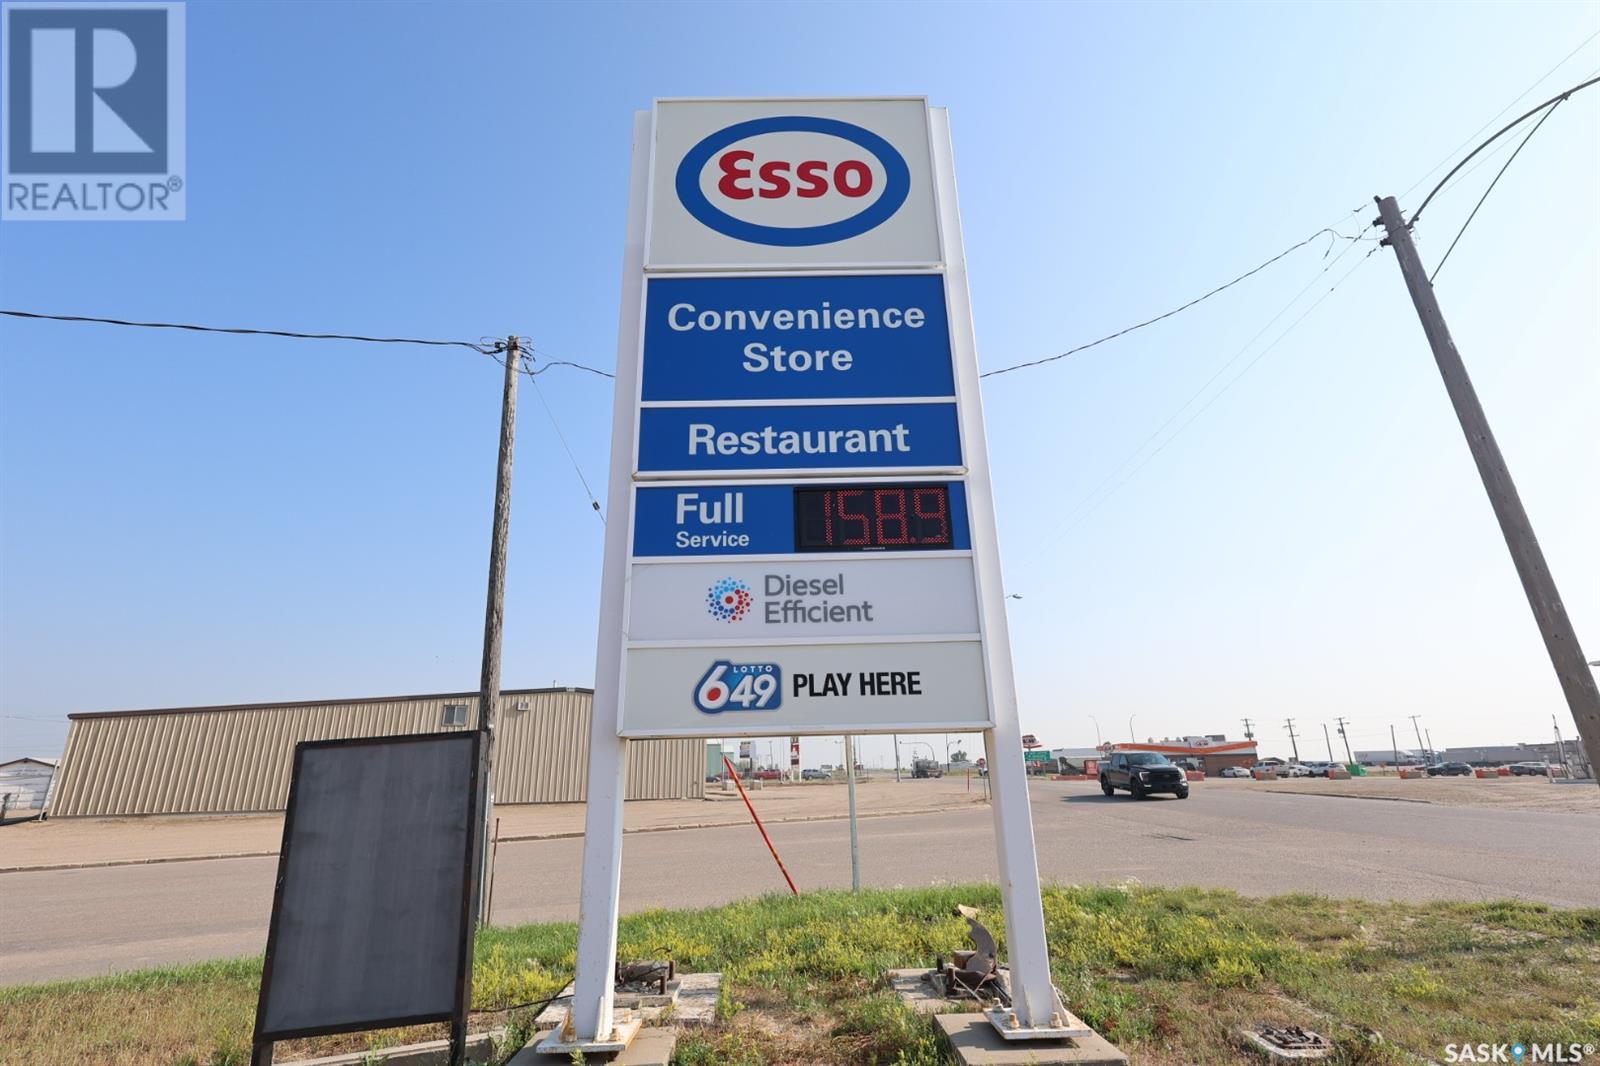 REALTOR®
Esso
Convenience
Store
Restaurant
Full
Service
158.9
Diesel
Efficient
LOTTO
649
PLAY HERE
SASK MLS®